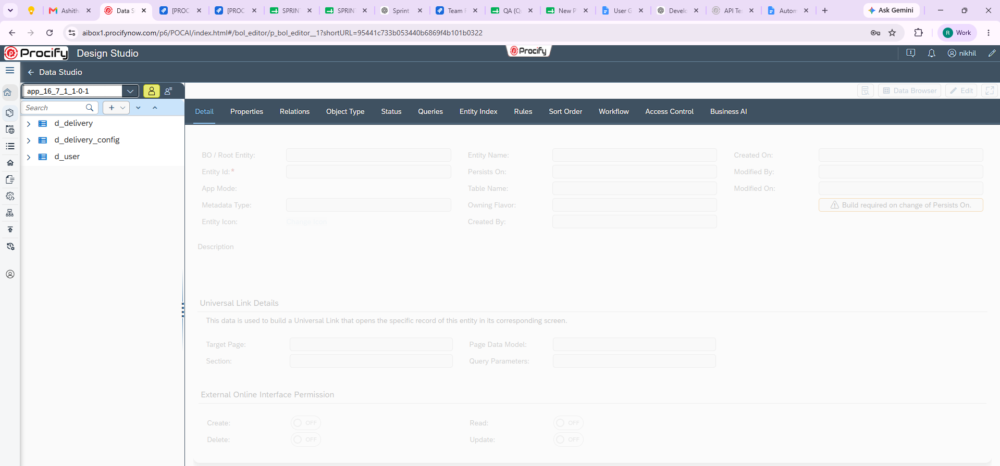 Ashith
Data S
[PROC
[PROC
SPRIN
SPRIN
Sprint
Team F
QA (Qu
New P
User G
Develo
API Te
Autom
Ask Gemini
aibox1.procifynow.com/p6/POCAI/index.html#/bol_editor/p_bol_editor__1?shortURL=95441c733b053440b6869f4b101b0322
R Work
Procify Design Studio
Procify
nikhil
Data Studio
app_16_7_1_1-0-1
Data Browser
Edit
Search
Detail Properties Relations Object Type Status Queries Entity Index Rules Sort Order Workflow Access Control Business AI
d_delivery
d_delivery_config
d_user
BO / Root Entity: Entity Name: Created On:
Entity Id:* Persists On: Modified By:
App Mode: Table Name: Modified On:
Metadata Type: Owning Flavor: Build required on change of Persists On.
Entity Icon: Change Icon Created By:
Description
Universal Link Details
This data is used to build a Universal Link that opens the specific record of this entity in its corresponding screen.
Target Page: Page Data Model:
Section: Query Parameters:
External Online Interface Permission
Create: OFF Read: OFF
Delete: OFF Update: OFF